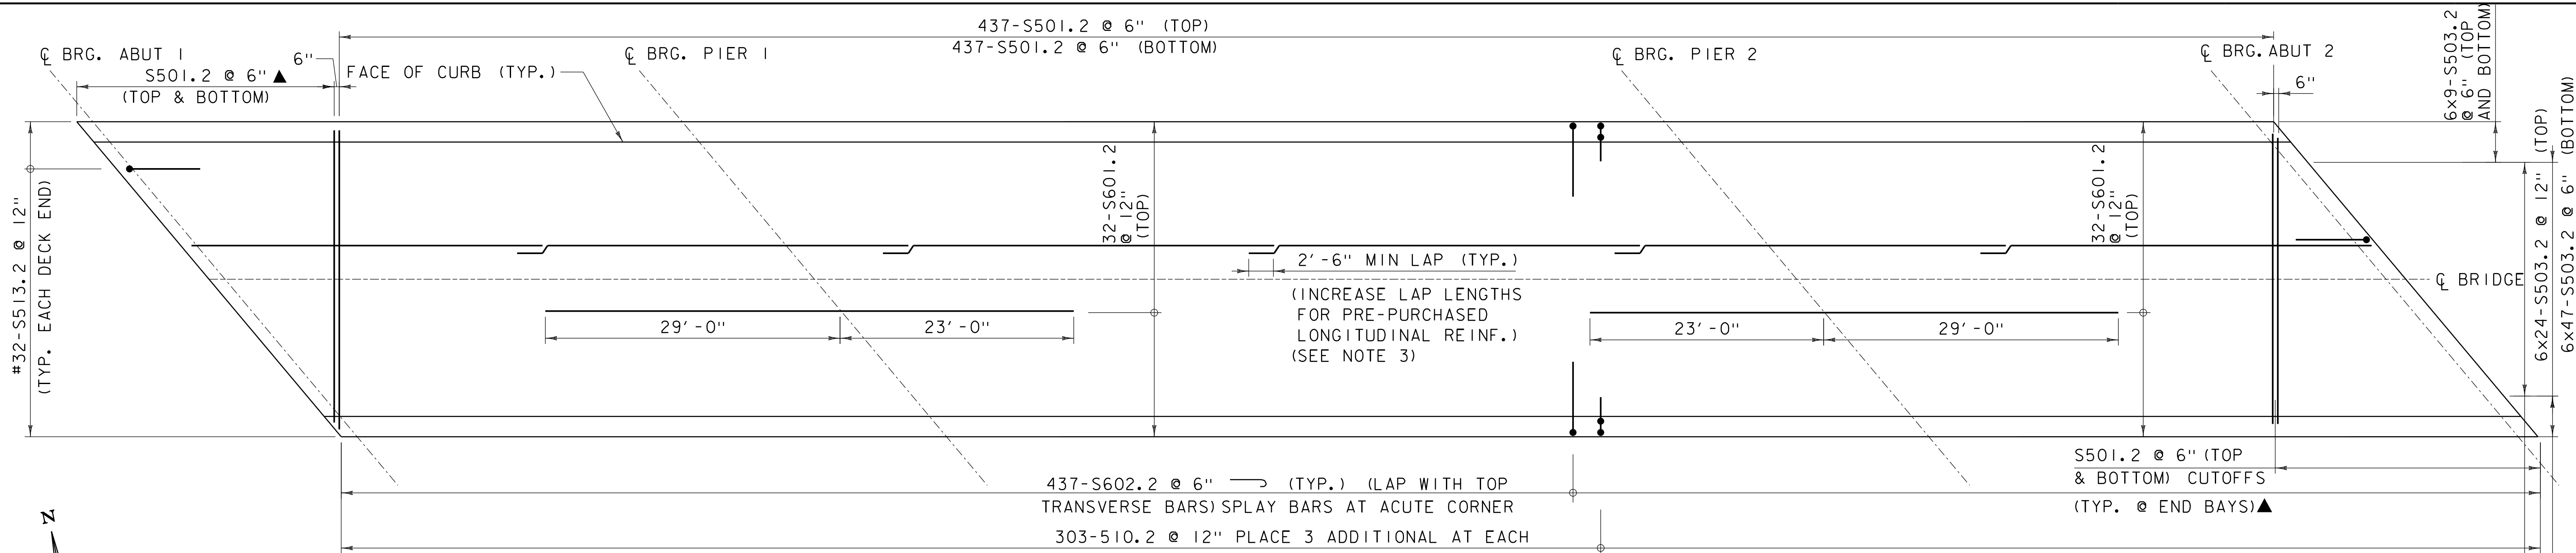 437-S501.2 @ 6" (TOP)
437-S501.2 @ 6" (BOTTOM)
℄ BRG. ABUT 1
S501.2 @ 6" ▲
(TOP & BOTTOM)
6"
FACE OF CURB (TYP.)
℄ BRG. PIER 1
℄ BRG. PIER 2
℄ BRG. ABUT 2
6"
6x9-S503.2
@ 6" (TOP
AND BOTTOM)
6x24-S503.2 @ 12" (TOP)
6x47-S503.2 @ 6" (BOTTOM)
#32-S513.2 @ 12"
(TYP. EACH DECK END)
32-S601.2
@ 12"
(TOP)
32-S601.2
@ 12"
(TOP)
2'-6" MIN LAP (TYP.)
(INCREASE LAP LENGTHS
FOR PRE-PURCHASED
LONGITUDINAL REINF.)
(SEE NOTE 3)
℄ BRIDGE
29'-0"
23'-0"
23'-0"
29'-0"
S501.2 @ 6" (TOP
& BOTTOM) CUTOFFS
(TYP. @ END BAYS)▲
437-S602.2 @ 6" (TYP.) (LAP WITH TOP
TRANSVERSE BARS) SPLAY BARS AT ACUTE CORNER
303-510.2 @ 12" PLACE 3 ADDITIONAL AT EACH
N